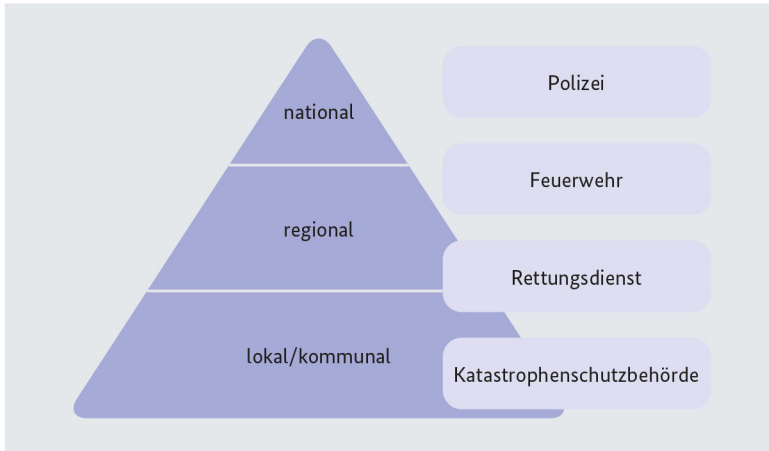 national
regional
lokal/kommunal
Polizei
Feuerwehr
Rettungsdienst
Katastrophenschutzbehörde